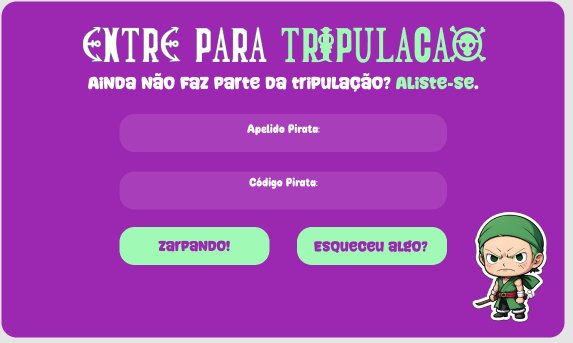 ENTRE PARA TRIPULACAO
AINDA NÃO FAZ PARTE DA TRIPULAÇÃO? ALISTE-SE.
Apelido Pirata:
Código Pirata:
ZARPANDO!
ESQUECEU ALGO?